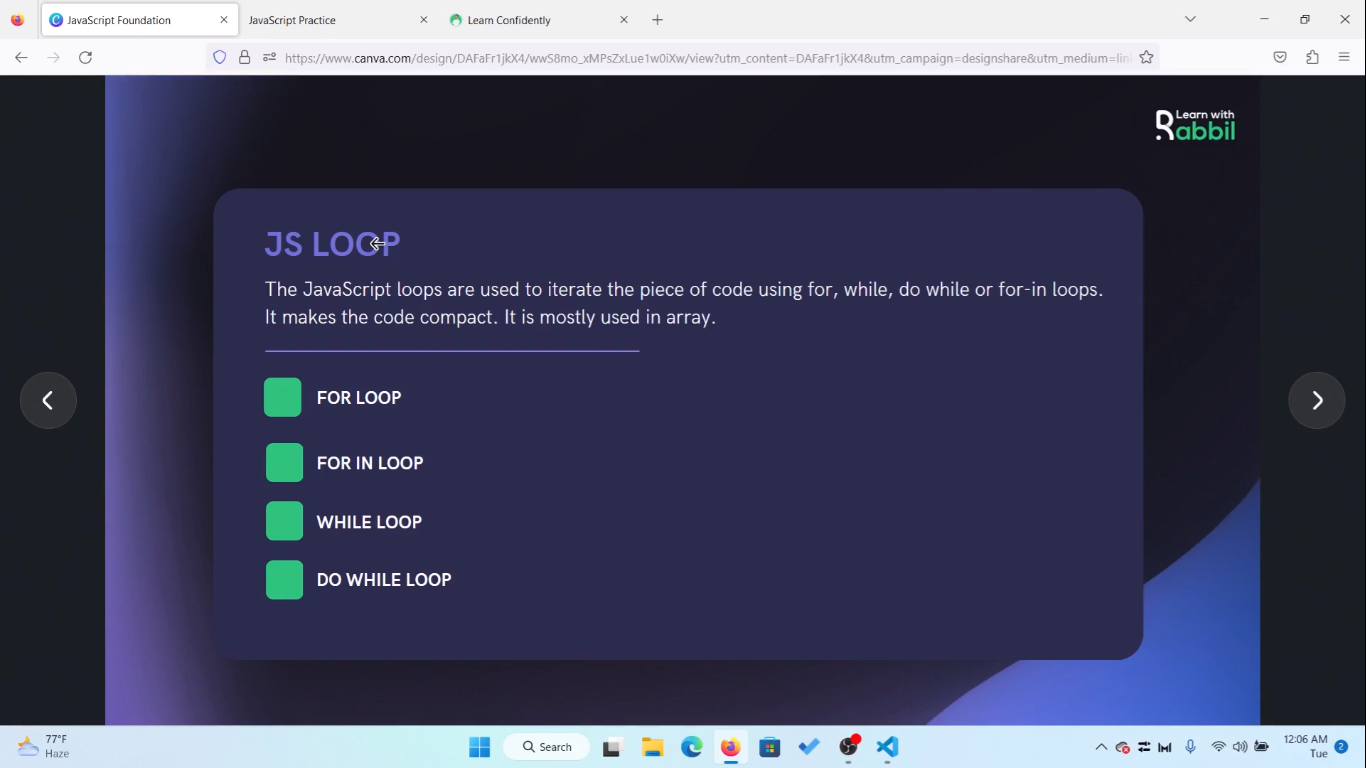 JavaScript Foundation
JavaScript Practice
Learn Confidently
https://www.canva.com/design/DAFaFr1jkX4/wwS8mo_xMPsZxLue1w0iXw/view?utm_content=DAFaFr1jkX4&utm_campaign=designshare&utm_medium=lin
Learn with
Rabbil
JS LOOP
The JavaScript loops are used to iterate the piece of code using for, while, do while or for-in loops.
It makes the code compact. It is mostly used in array.
FOR LOOP
FOR IN LOOP
WHILE LOOP
DO WHILE LOOP
77°F
Haze
Search
12:06 AM
Tue
2